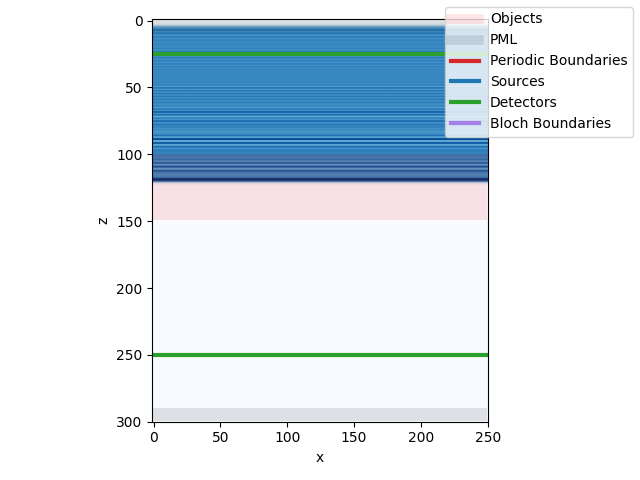 Objects
PML
Periodic Boundaries
Sources
Detectors
Bloch Boundaries
0
50
100
150
200
250
300
z
0 50 100 150 200 250
x